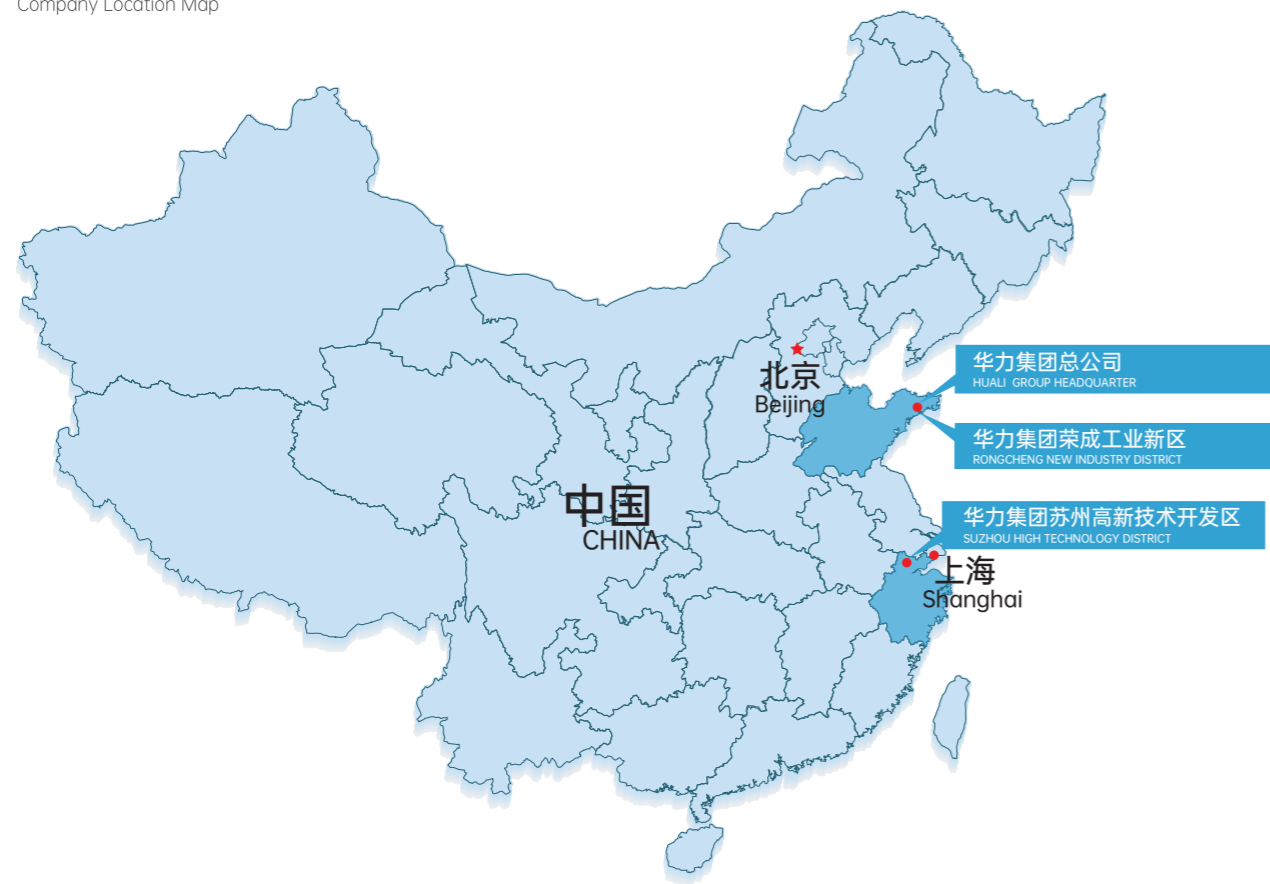 Company Location Map
华力集团总公司
HUALI GROUP HEADQUARTER
北京
Beijing
华力集团荣成工业新区
RONGCHENG NEW INDUSTRY DISTRICT
中国
CHINA
华力集团苏州高新技术开发区
SUZHOU HIGH TECHNOLOGY DISTRICT
上海
Shanghai